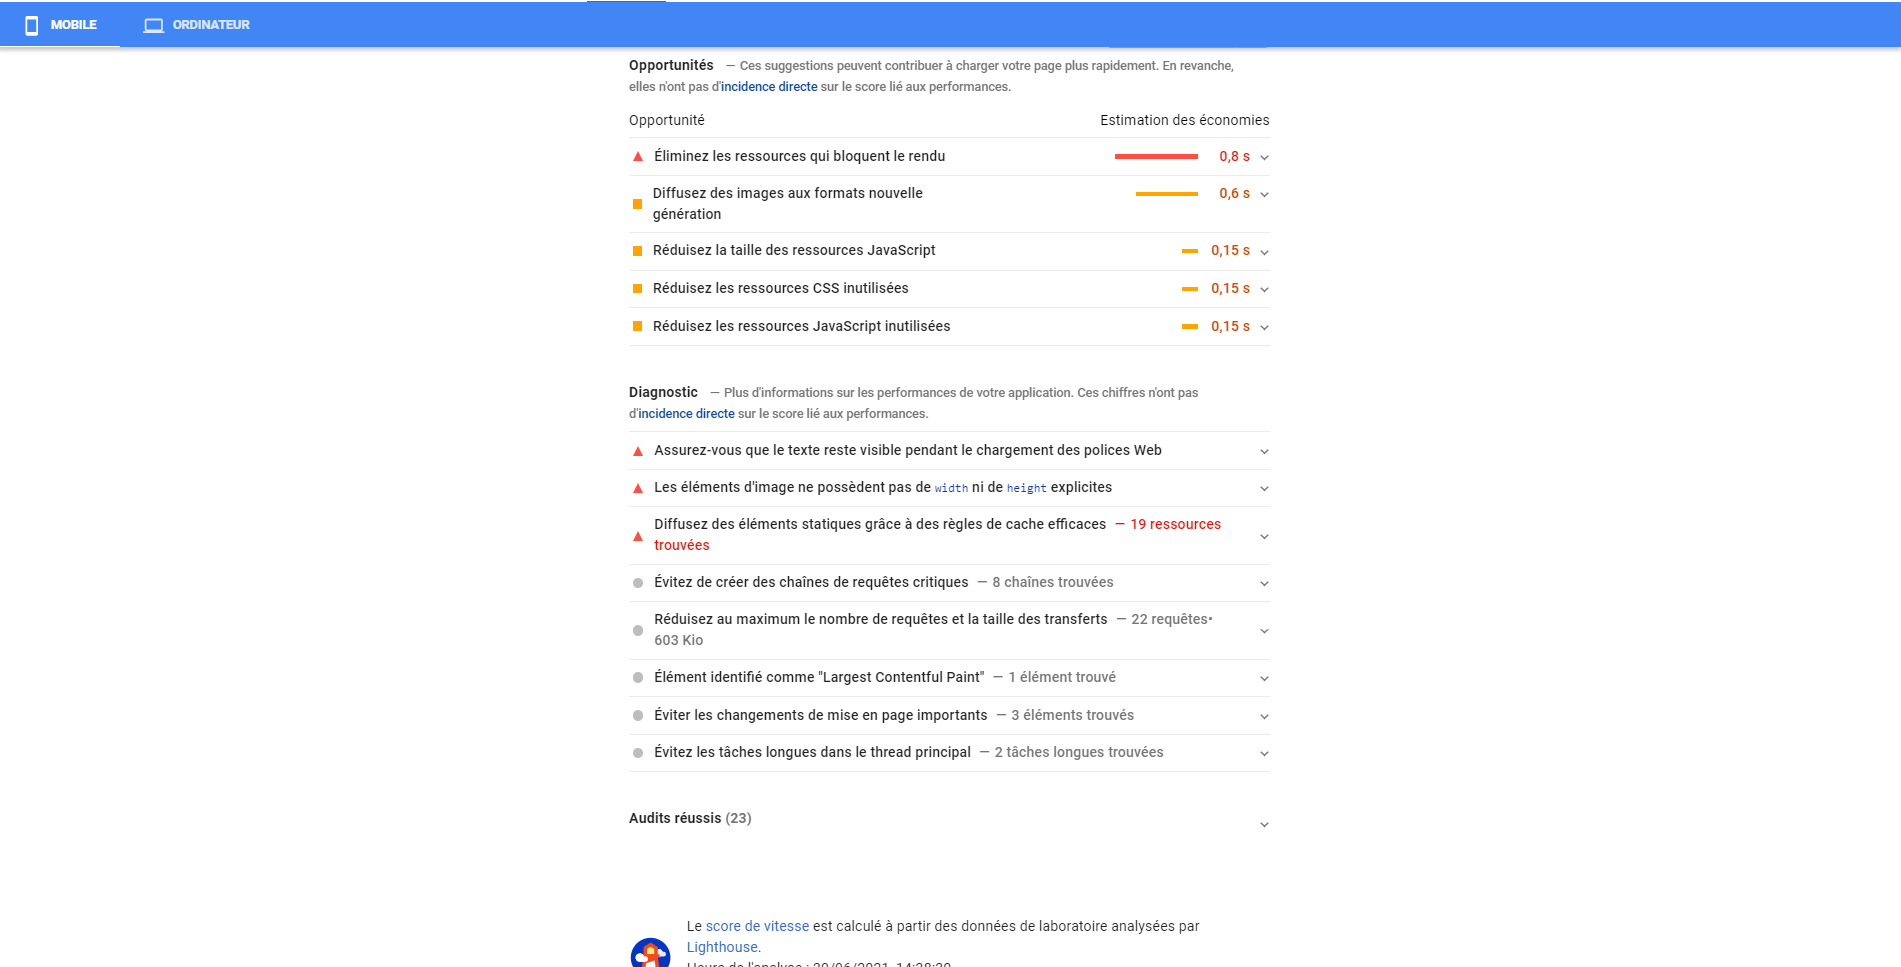 MOBILE
ORDINATEUR
Opportunités — Ces suggestions peuvent contribuer à charger votre page plus rapidement. En revanche,
elles n'ont pas d'incidence directe sur le score lié aux performances.
Opportunité Estimation des économies
Éliminez les ressources qui bloquent le rendu 0,8 s
Diffusez des images aux formats nouvelle 0,6 s
génération
Réduisez la taille des ressources JavaScript 0,15 s
Réduisez les ressources CSS inutilisées 0,15 s
Réduisez les ressources JavaScript inutilisées 0,15 s
Diagnostic — Plus d'informations sur les performances de votre application. Ces chiffres n'ont pas
d'incidence directe sur le score lié aux performances.
Assurez-vous que le texte reste visible pendant le chargement des polices Web
Les éléments d'image ne possèdent pas de width ni de height explicites
Diffusez des éléments statiques grâce à des règles de cache efficaces — 19 ressources
trouvées
Évitez de créer des chaînes de requêtes critiques — 8 chaînes trouvées
Réduisez au maximum le nombre de requêtes et la taille des transferts — 22 requêtes•
603 Kio
Élément identifié comme "Largest Contentful Paint" — 1 élément trouvé
Éviter les changements de mise en page importants — 3 éléments trouvés
Évitez les tâches longues dans le thread principal — 2 tâches longues trouvées
Audits réussis (23)
Le score de vitesse est calculé à partir des données de laboratoire analysées par
Lighthouse.
Heure de l'analyse :